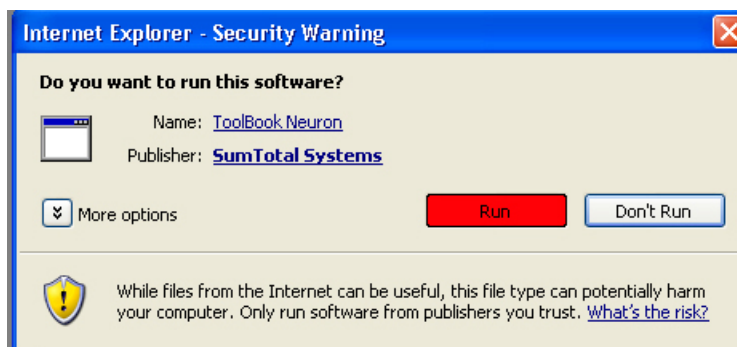 Internet Explorer - Security Warning
Do you want to run this software?
Name: ToolBook Neuron
Publisher: SumTotal Systems
More options
Run
Don't Run
While files from the Internet can be useful, this file type can potentially harm
your computer. Only run software from publishers you trust. What's the risk?